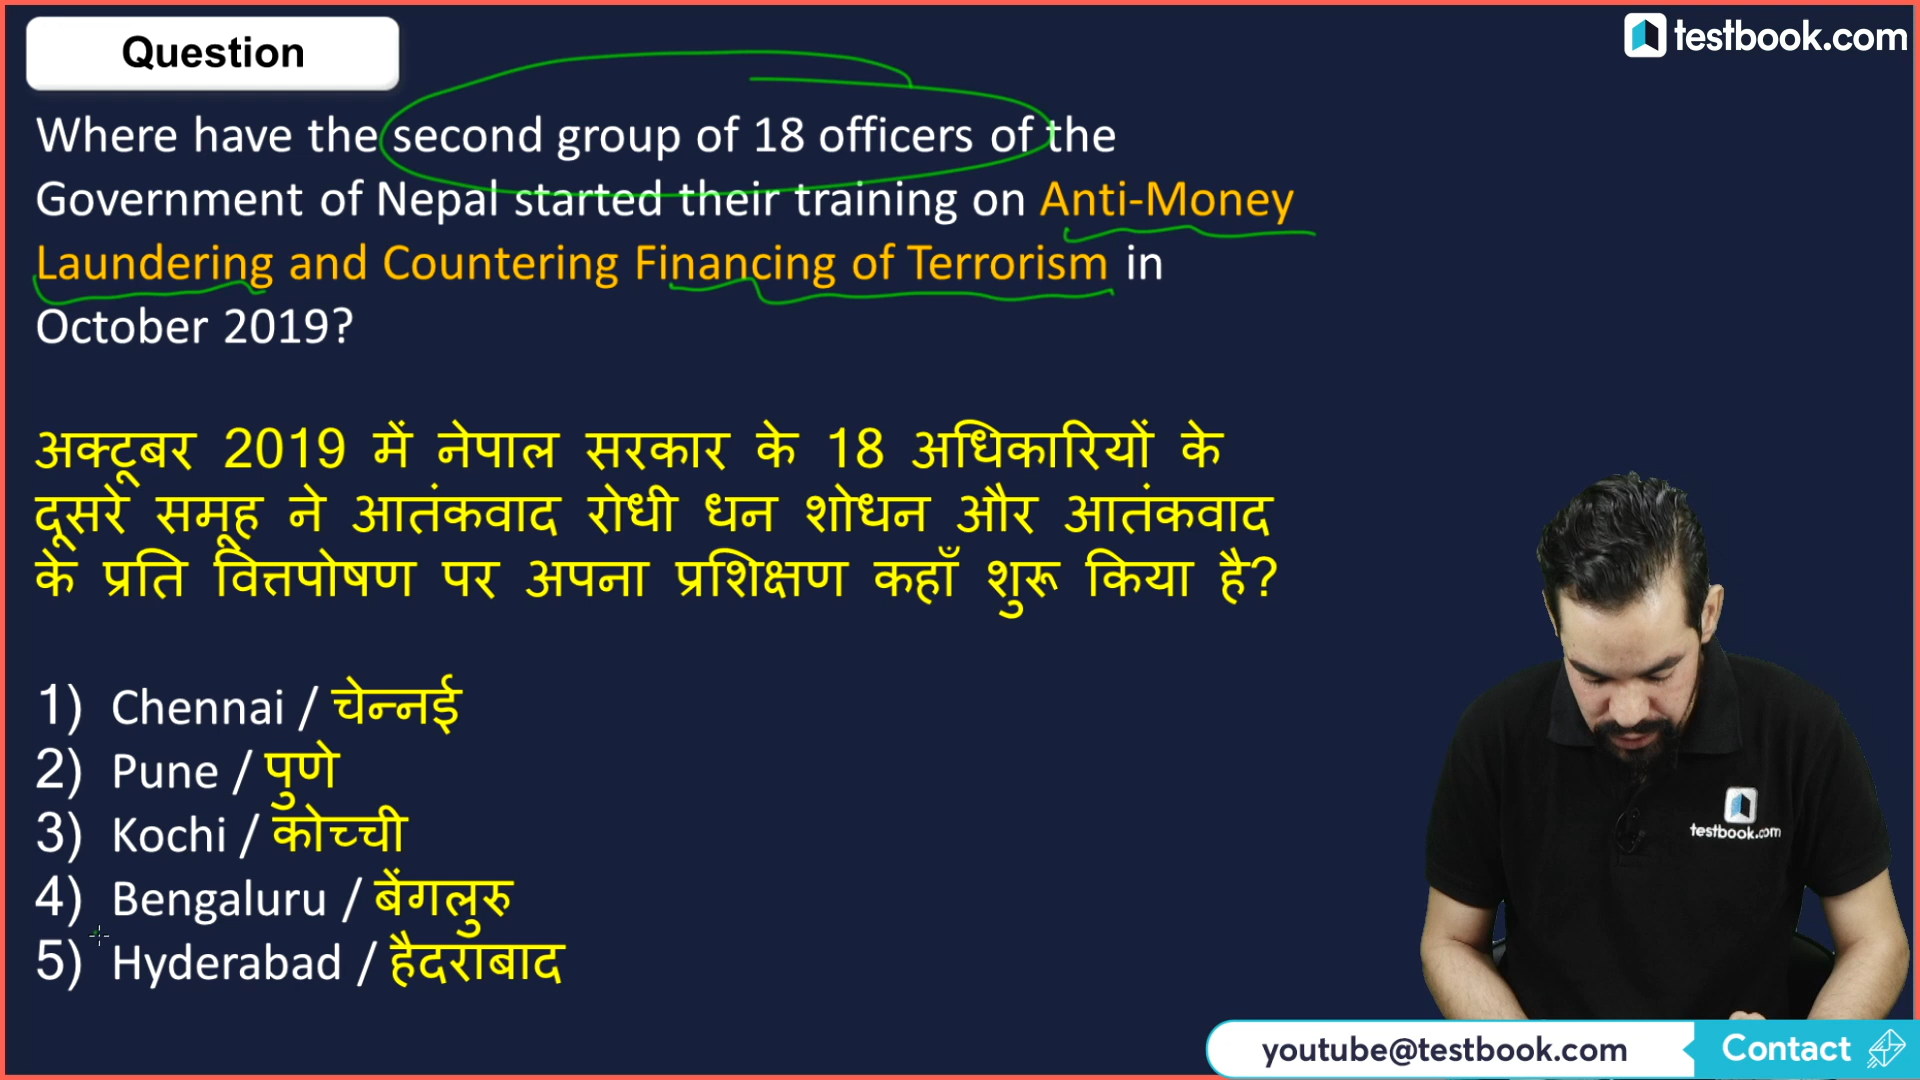 Question
testbook.com
Where have the second group of 18 officers of the
Government of Nepal started their training on Anti-Money
Laundering and Countering Financing of Terrorism in
October 2019?
अक्टूबर 2019 में नेपाल सरकार के 18 अधिकारियों के
दूसरे समूह ने आतंकवाद रोधी धन शोधन और आतंकवाद
के प्रति वित्तपोषण पर अपना प्रशिक्षण कहाँ शुरू किया है?
1) Chennai / चेन्नई
2) Pune / पुणे
3) Kochi / कोच्ची
4) Bengaluru / बेंगलुरु
5) Hyderabad / हैदराबाद
testbook.com
youtube@testbook.com Contact